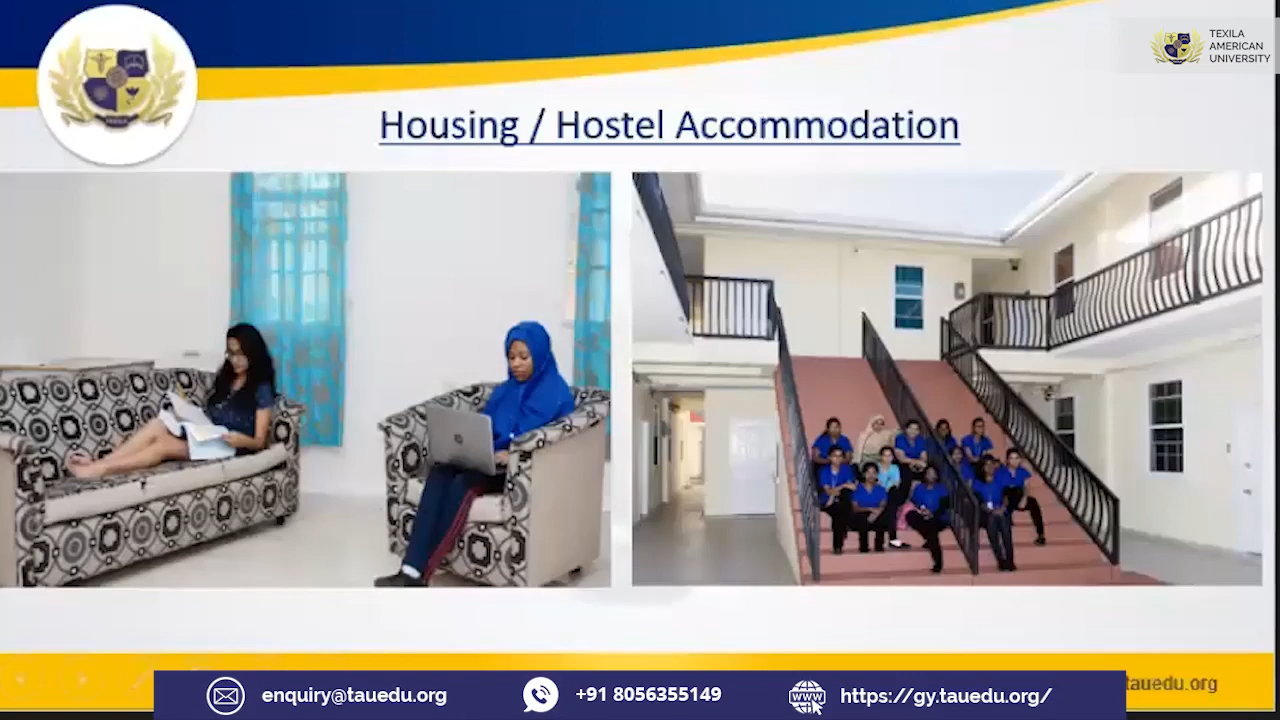 TEXILA
AMERICAN
UNIVERSITY
Housing / Hostel Accommodation
tauedu.org
enquiry@tauedu.org
+91 8056355149
https://gy.tauedu.org/